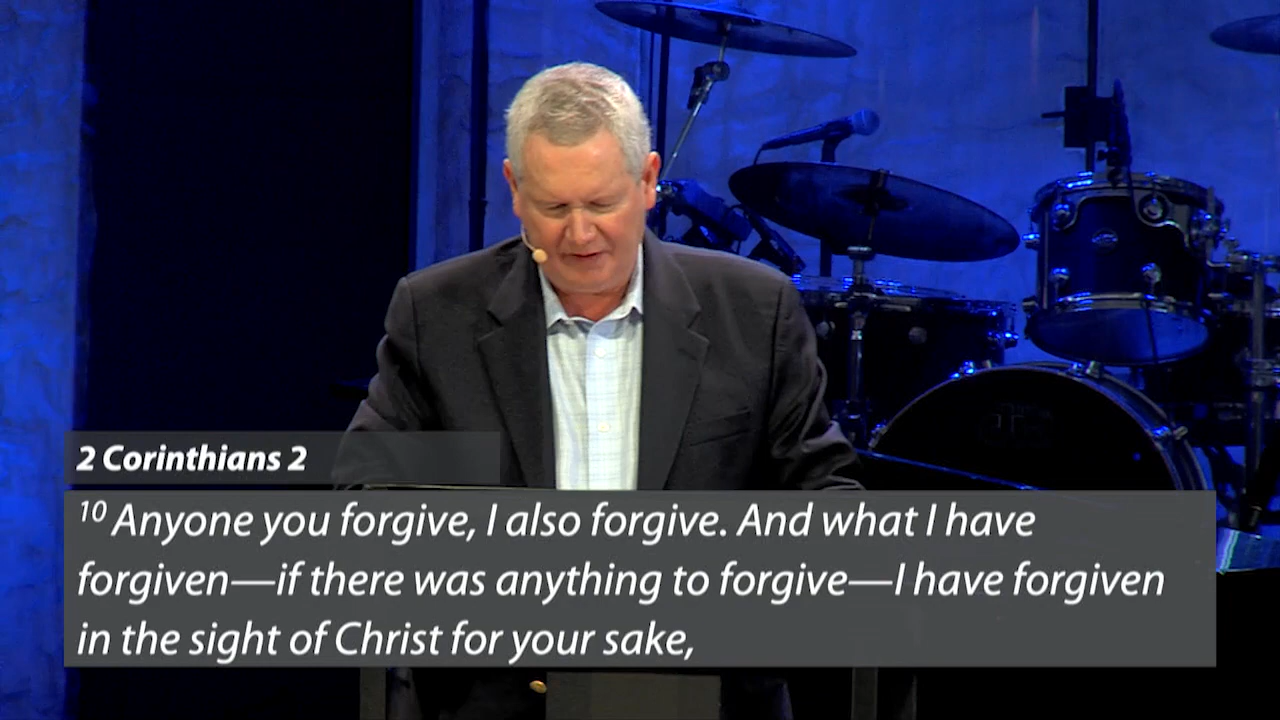 2 Corinthians 2
10 Anyone you forgive, I also forgive. And what I have
forgiven—if there was anything to forgive—I have forgiven
in the sight of Christ for your sake,